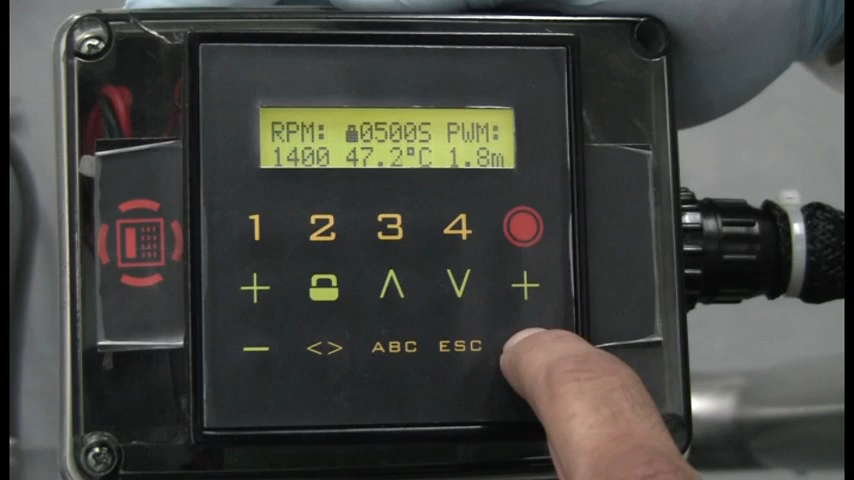 RPM: 🔒0500S PWM:
1400 47.2°C 1.8m
1 2 3 4
+ ∧ ∨ +
− <> ABC ESC